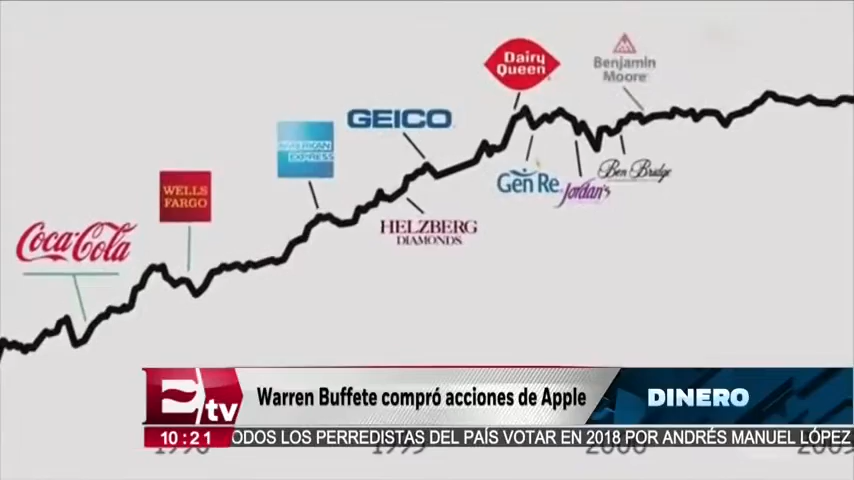 Dairy
Queen
Benjamin
Moore
GEICO
AMERICAN
EXPRESS
Gen Re
Jordan's
Ben Bridge
WELLS
FARGO
HELZBERG
DIAMONDS
Coca-Cola
tv
Warren Buffete compró acciones de Apple
DINERO
10:21
ODOS LOS PERREDISTAS DEL PAÍS VOTAR EN 2018 POR ANDRÉS MANUEL LÓPEZ